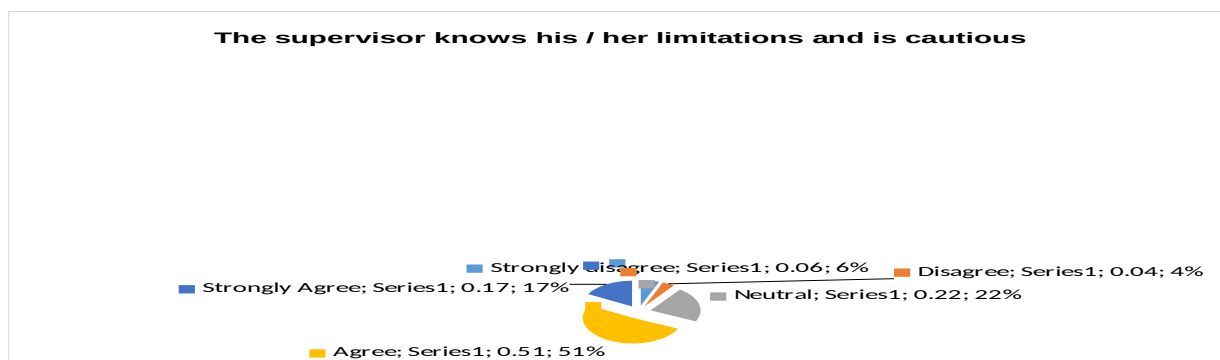 The supervisor knows his / her limitations and is cautious
Strongly disagree; Series1; 0.06; 6%
Disagree; Series1; 0.04; 4%
Strongly Agree; Series1; 0.17; 17%
Neutral; Series1; 0.22; 22%
Agree; Series1; 0.51; 51%